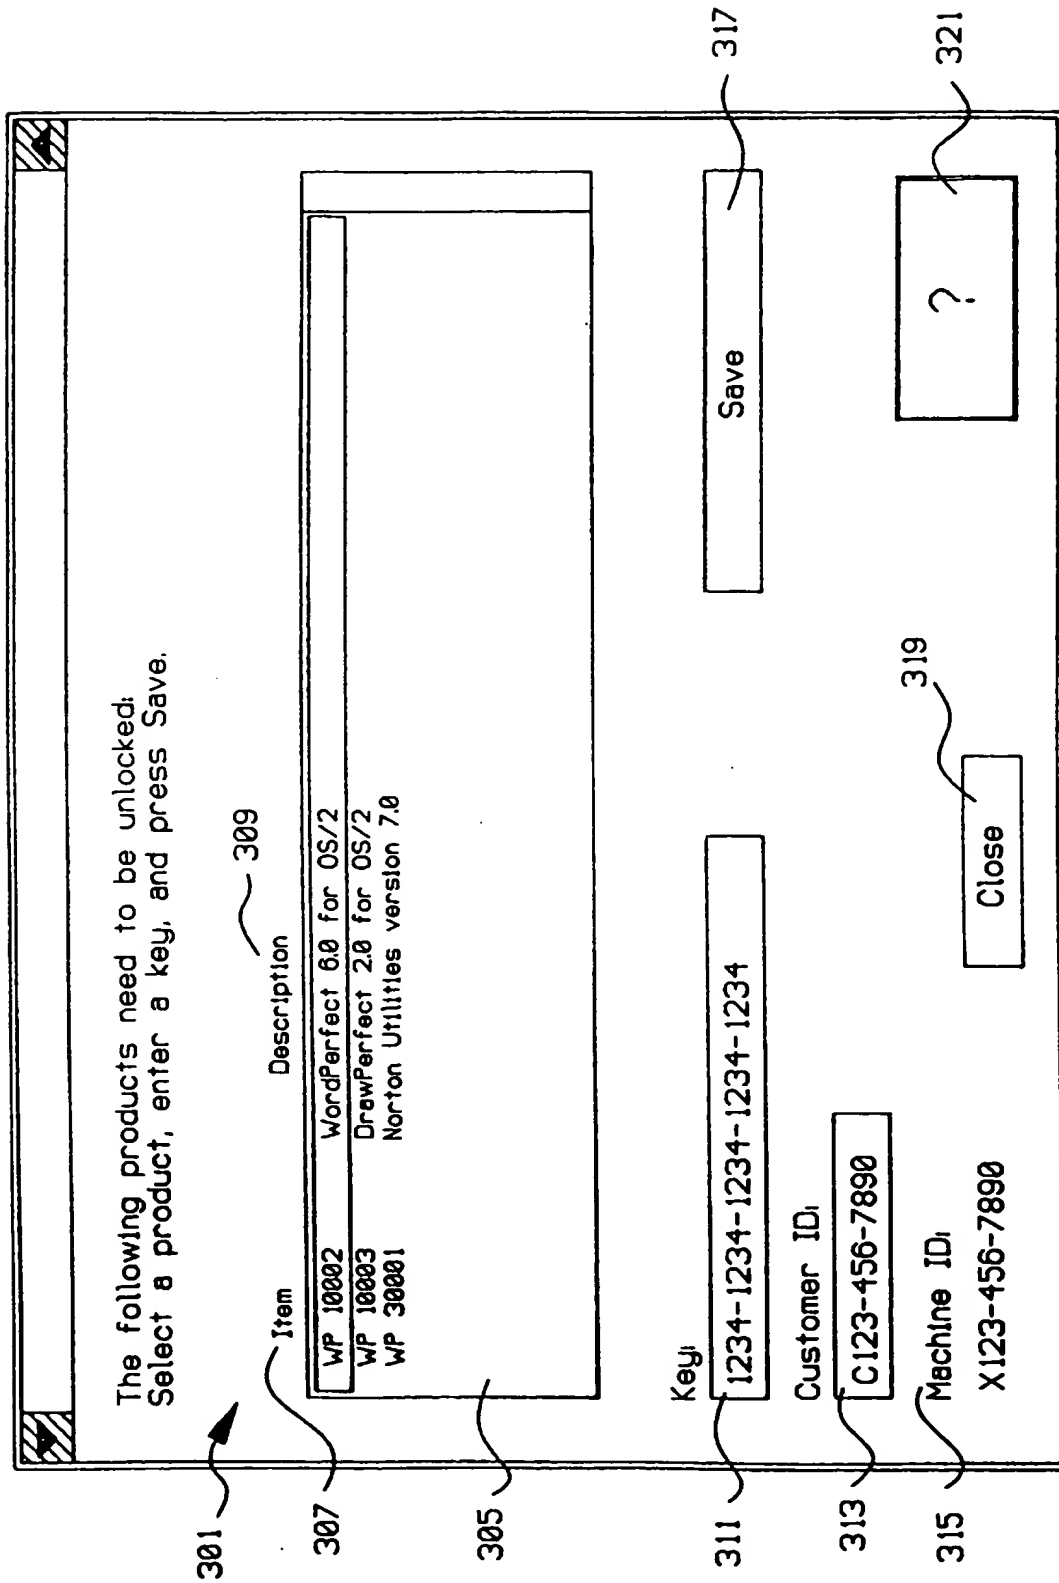 The following products need to be unlocked:
Select a product, enter a key, and press Save.
301
307
Item
Description
309
WP 10002 WordPerfect 6.0 for OS/2
WP 10003 DrawPerfect 2.0 for OS/2
WP 30001 Norton Utilities version 7.0
305
Key:
311
1234-1234-1234-1234-1234-1234
Save
317
Customer ID:
313
C123-456-7890
319
315
Machine ID:
X123-456-7890
Close
?
321